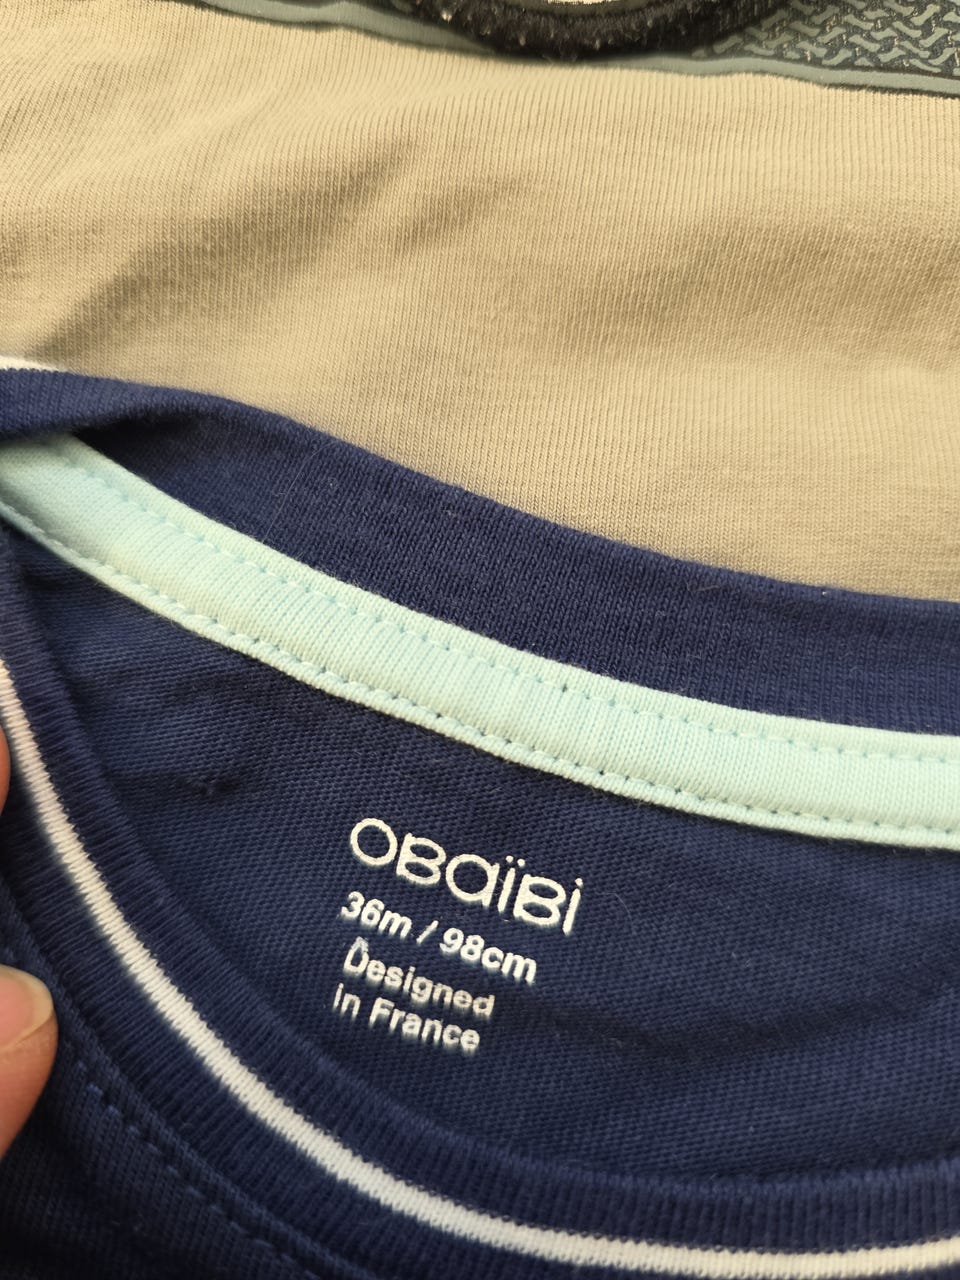 OBaïBi
36m / 98cm
Designed
in France